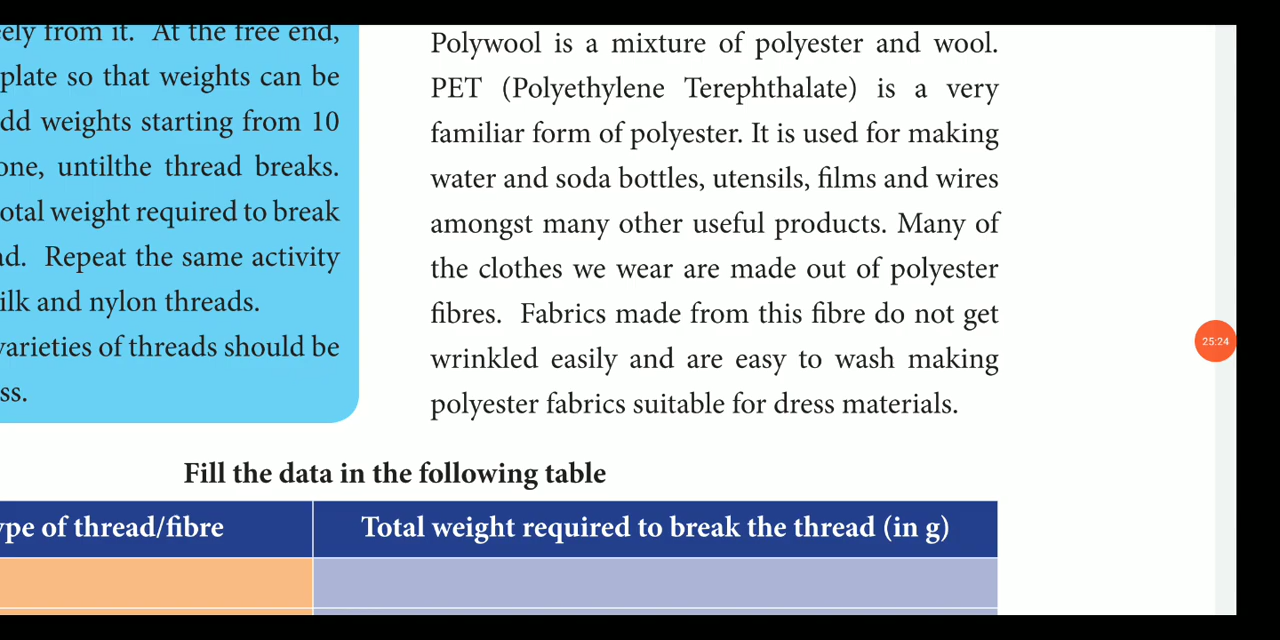 ely from it. At the free end,
plate so that weights can be
dd weights starting from 10
one, untilthe thread breaks.
otal weight required to break
ad. Repeat the same activity
ilk and nylon threads.
varieties of threads should be
ss.
Polywool is a mixture of polyester and wool.
PET (Polyethylene Terephthalate) is a very
familiar form of polyester. It is used for making
water and soda bottles, utensils, films and wires
amongst many other useful products. Many of
the clothes we wear are made out of polyester
fibres. Fabrics made from this fibre do not get
wrinkled easily and are easy to wash making
polyester fabrics suitable for dress materials.
25:24
Fill the data in the following table
ype of thread/fibre
Total weight required to break the thread (in g)